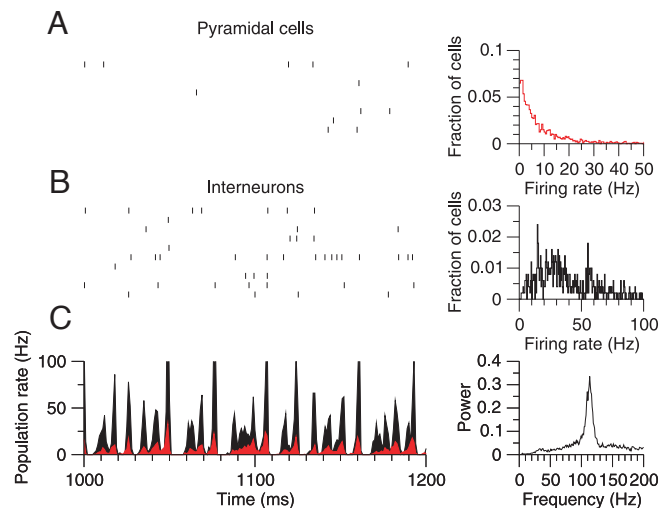 A
Pyramidal cells
Fraction of cells
0.1
0.05
0
0 10 20 30 40 50
Firing rate (Hz)
B
Interneurons
Fraction of cells
0.03
0.02
0.01
0
0 50 100
Firing rate (Hz)
C
Population rate (Hz)
100
50
0
1000 1100 1200
Time (ms)
Power
0.4
0.3
0.2
0.1
0
0 50 100 150 200
Frequency (Hz)